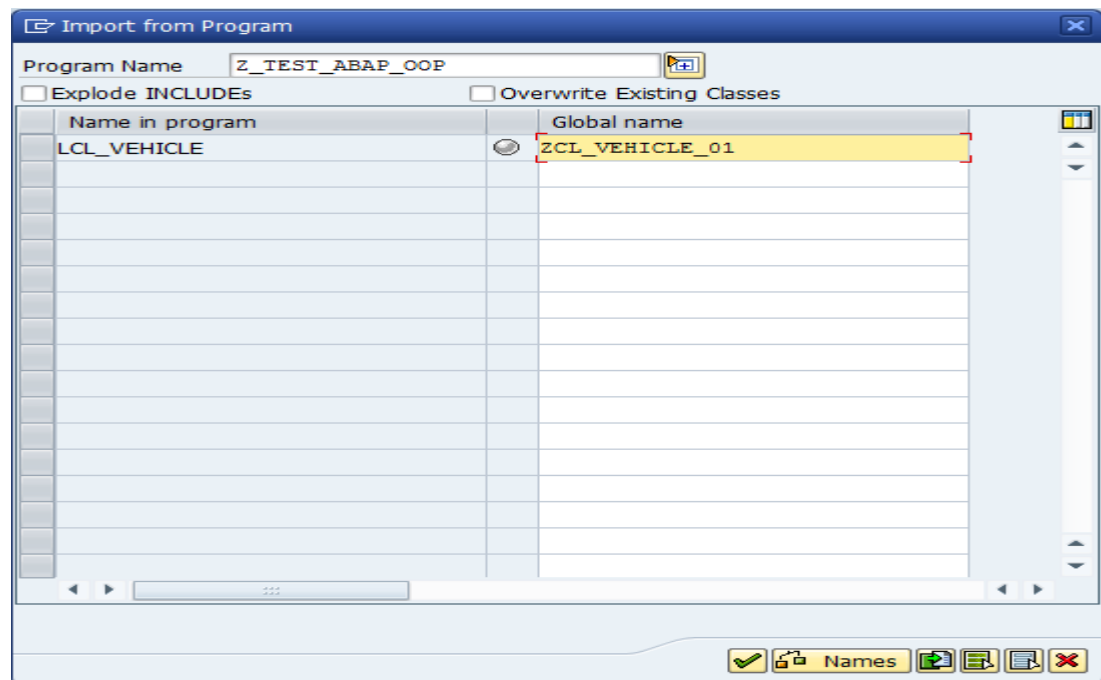 Import from Program
Program Name Z_TEST_ABAP_OOP
Explode INCLUDEs Overwrite Existing Classes
Name in program Global name
LCL_VEHICLE ZCL_VEHICLE_01
Names